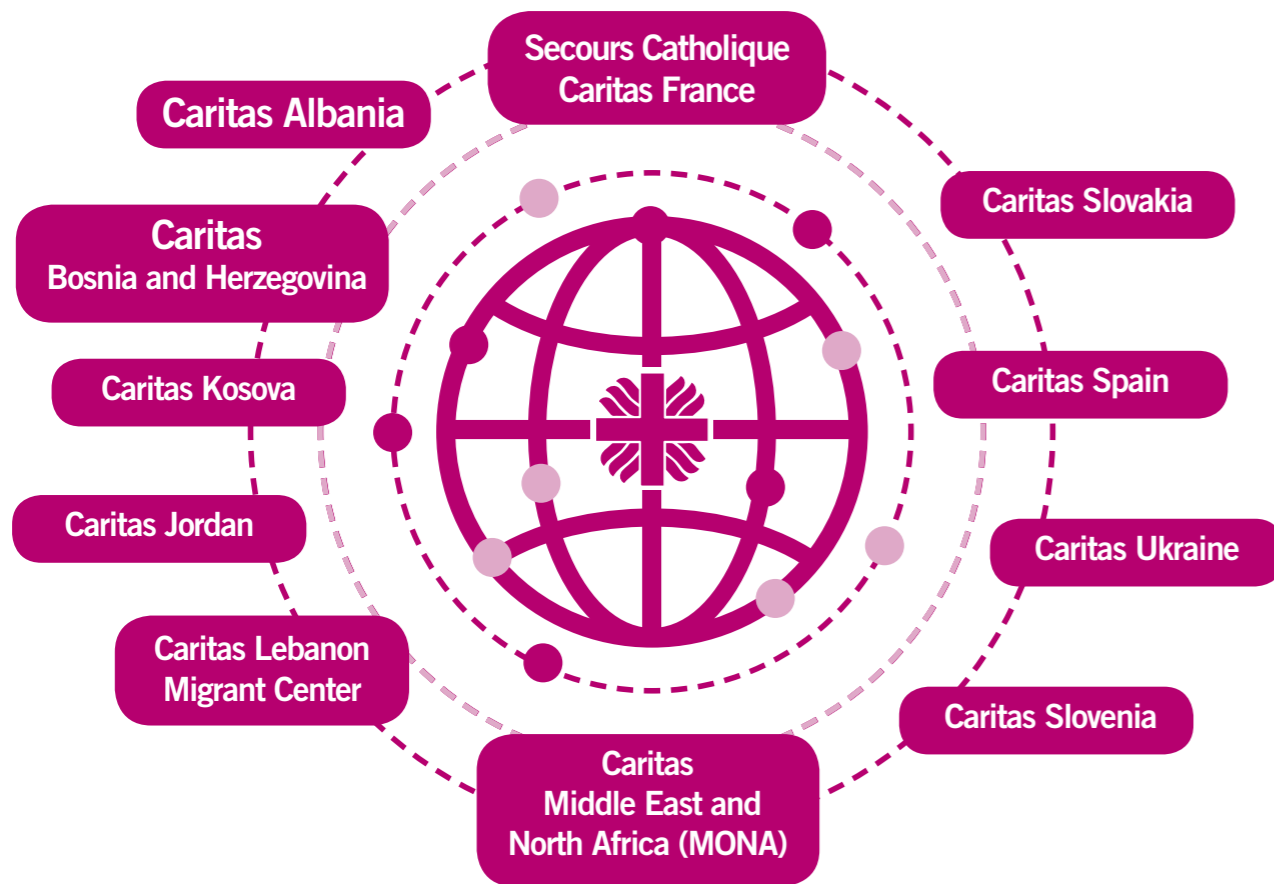 Secours Catholique
Caritas France
Caritas Albania
Caritas Slovakia
Caritas
Bosnia and Herzegovina
Caritas Kosova
Caritas Spain
Caritas Jordan
Caritas Ukraine
Caritas Lebanon
Migrant Center
Caritas Slovenia
Caritas
Middle East and
North Africa (MONA)